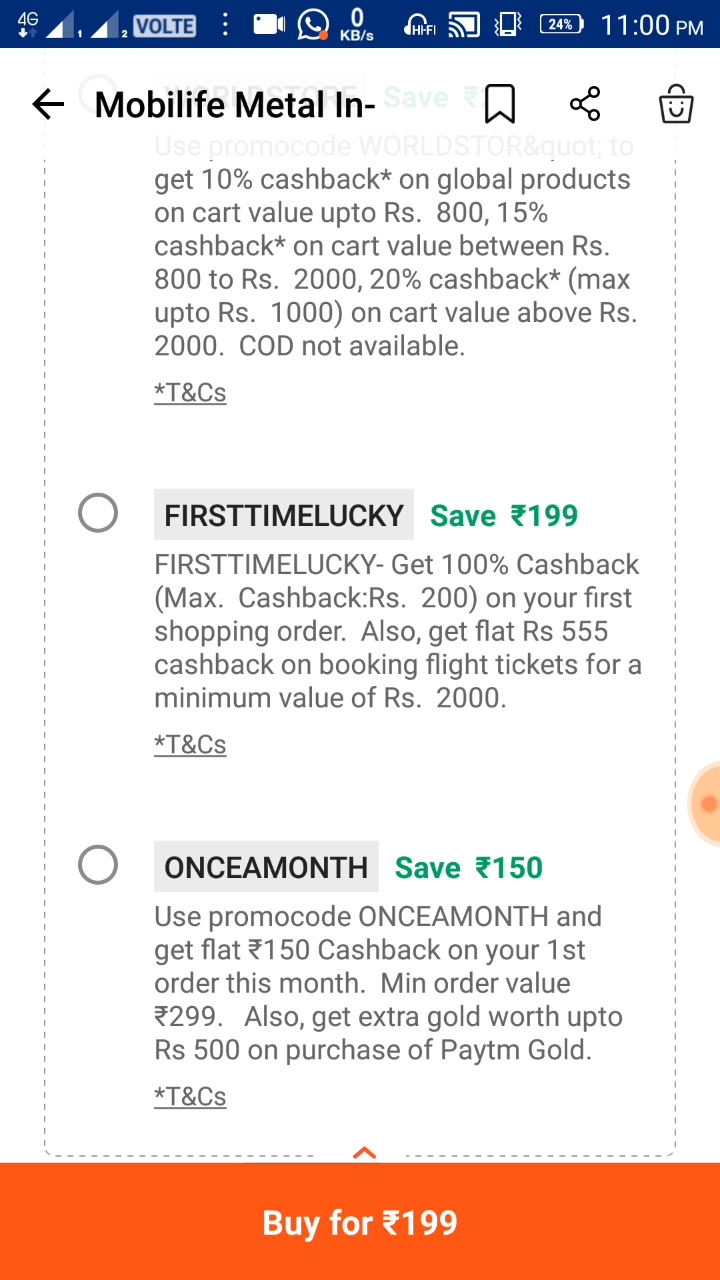 4G 1 2 VOLTE 0 KB/s HI-FI 24% 11:00 PM
Mobilife Metal In-
WORLDSTORE Save
Use promocode WORLDSTOR&quot; to
get 10% cashback* on global products
on cart value upto Rs. 800, 15%
cashback* on cart value between Rs.
800 to Rs. 2000, 20% cashback* (max
upto Rs. 1000) on cart value above Rs.
2000. COD not available.
*T&Cs
FIRSTTIMELUCKY Save ₹199
FIRSTTIMELUCKY- Get 100% Cashback
(Max. Cashback:Rs. 200) on your first
shopping order. Also, get flat Rs 555
cashback on booking flight tickets for a
minimum value of Rs. 2000.
*T&Cs
ONCEAMONTH Save ₹150
Use promocode ONCEAMONTH and
get flat ₹150 Cashback on your 1st
order this month. Min order value
₹299. Also, get extra gold worth upto
Rs 500 on purchase of Paytm Gold.
*T&Cs
Buy for ₹199